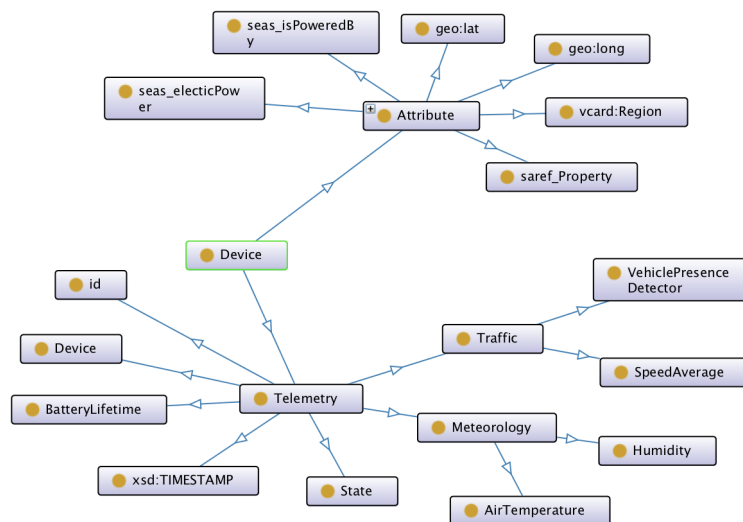 seas_isPoweredB
y
geo:lat
geo:long
seas_electicPow
er
Attribute
vcard:Region
saref_Property
Device
id
VehiclePresence
Detector
Device
Traffic
SpeedAverage
BatteryLifetime
Telemetry
Meteorology
Humidity
xsd:TIMESTAMP
State
AirTemperature